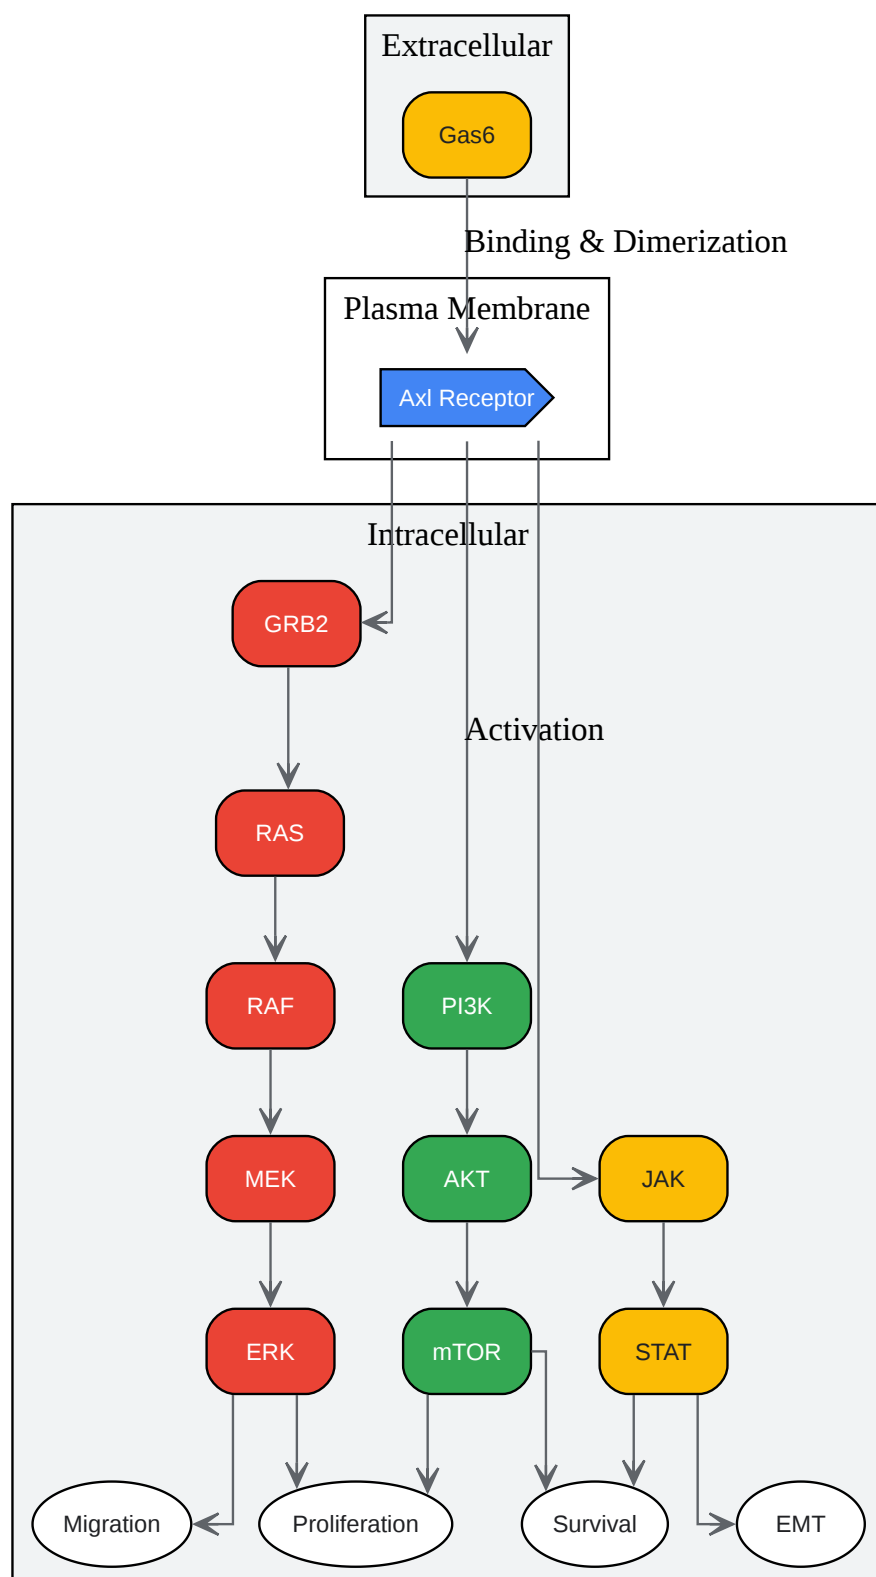 Extracellular
Gas6
Binding & Dimerization
Plasma Membrane
Axl Receptor
Intracellular
GRB2
Activation
RAS
RAF
PI3K
MEK
AKT
JAK
ERK
mTOR
STAT
Migration
Proliferation
Survival
EMT